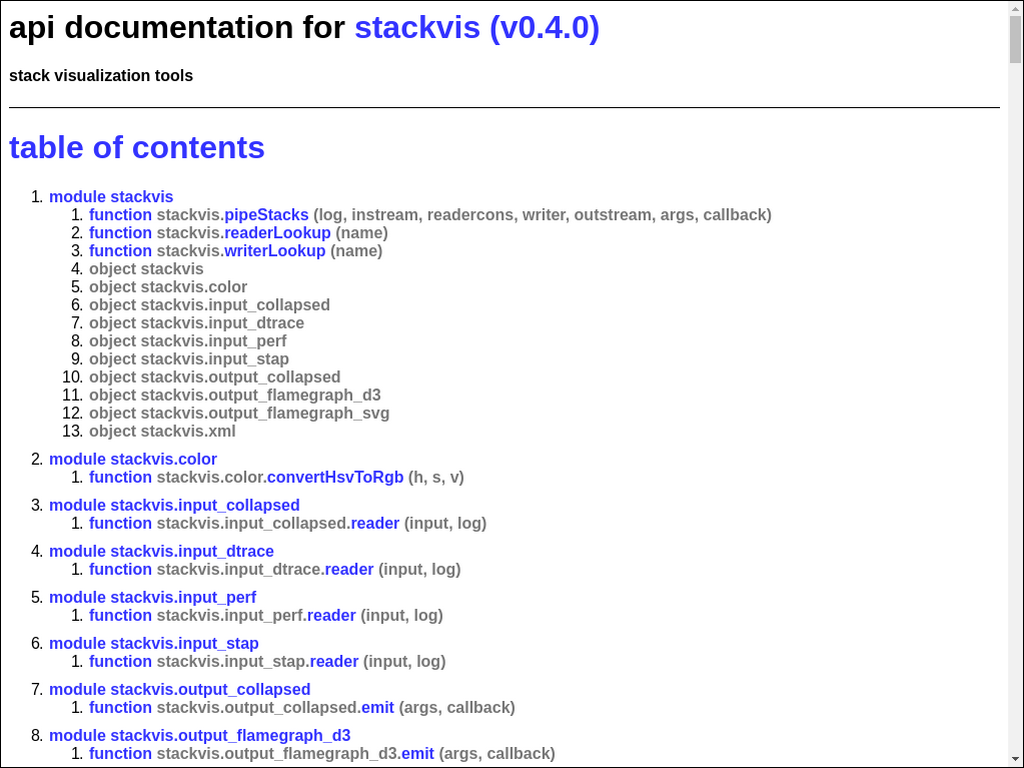 api documentation for stackvis (v0.4.0)
stack visualization tools
table of contents
1. module stackvis
1. function stackvis.pipeStacks (log, instream, readercons, writer, outstream, args, callback)
2. function stackvis.readerLookup (name)
3. function stackvis.writerLookup (name)
4. object stackvis
5. object stackvis.color
6. object stackvis.input_collapsed
7. object stackvis.input_dtrace
8. object stackvis.input_perf
9. object stackvis.input_stap
10. object stackvis.output_collapsed
11. object stackvis.output_flamegraph_d3
12. object stackvis.output_flamegraph_svg
13. object stackvis.xml
2. module stackvis.color
1. function stackvis.color.convertHsvToRgb (h, s, v)
3. module stackvis.input_collapsed
1. function stackvis.input_collapsed.reader (input, log)
4. module stackvis.input_dtrace
1. function stackvis.input_dtrace.reader (input, log)
5. module stackvis.input_perf
1. function stackvis.input_perf.reader (input, log)
6. module stackvis.input_stap
1. function stackvis.input_stap.reader (input, log)
7. module stackvis.output_collapsed
1. function stackvis.output_collapsed.emit (args, callback)
8. module stackvis.output_flamegraph_d3
1. function stackvis.output_flamegraph_d3.emit (args, callback)